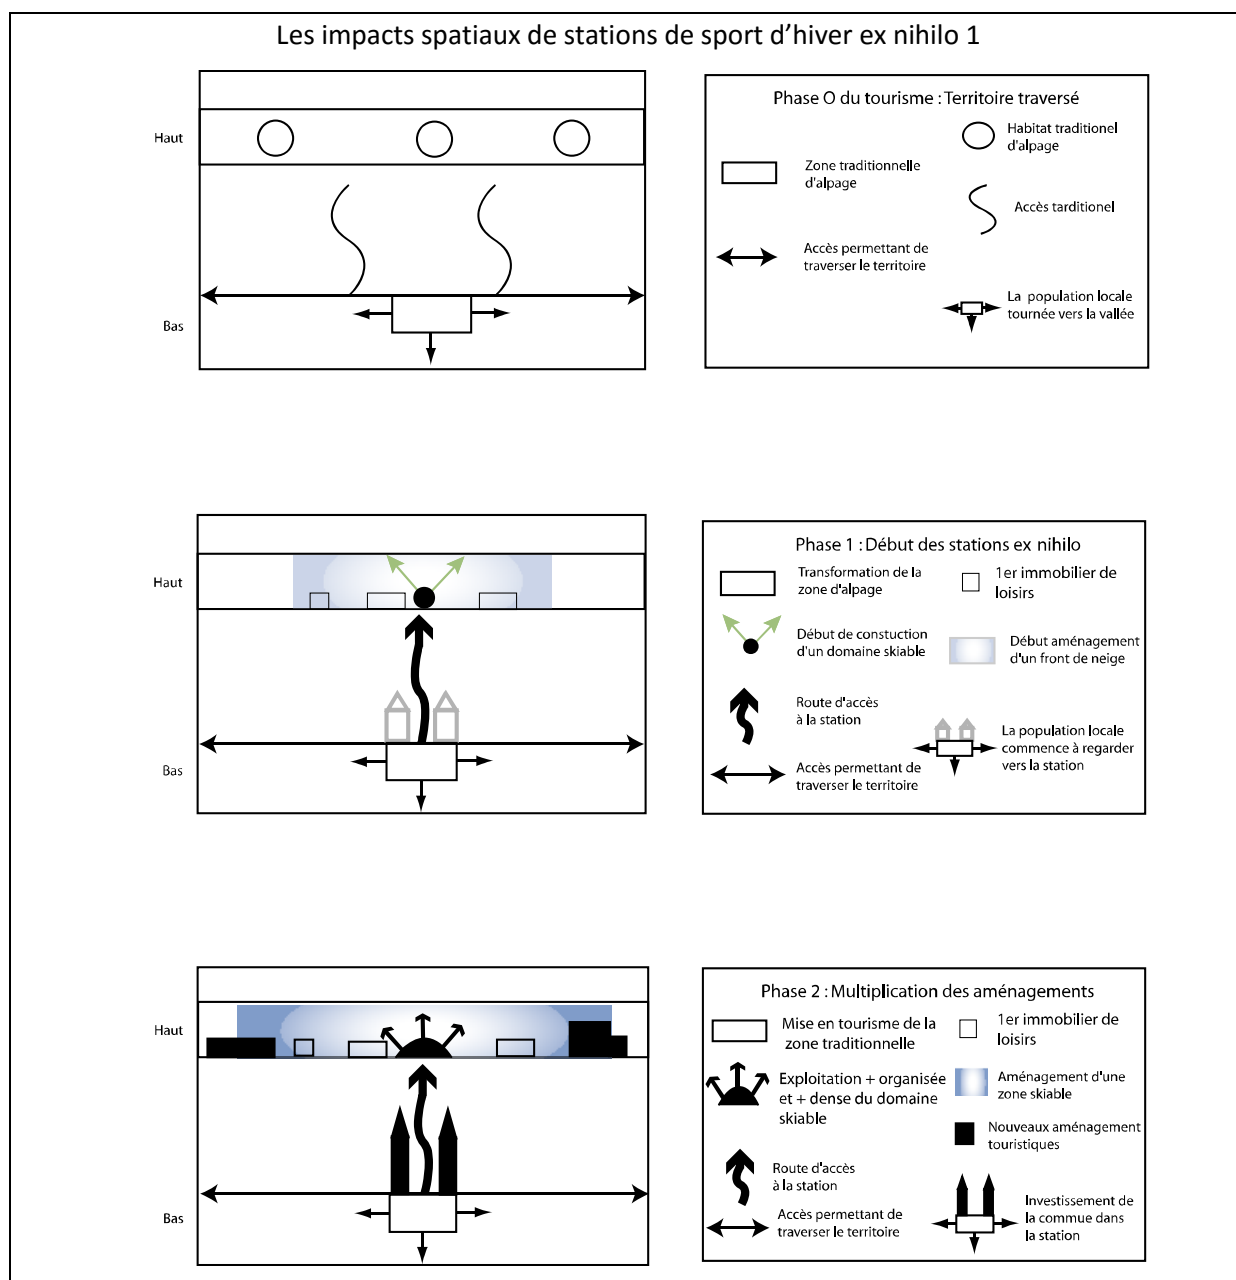 Les impacts spatiaux de stations de sport d'hiver ex nihilo 1
Haut
Bas
Phase O du tourisme : Territoire traversé
Zone traditionnelle
d'alpage
Accès permettant de
traverser le territoire
Habitat traditionel
d'alpage
Accès tarditionel
La population locale
tournée vers la vallée
Haut
Bas
Phase 1 : Début des stations ex nihilo
Transformation de la
zone d'alpage
Début de constuction
d'un domaine skiable
Route d'accès
à la station
Accès permettant de
traverser le territoire
1er immobilier de
loisirs
Début aménagement
d'un front de neige
La population locale
commence à regarder
vers la station
Haut
Bas
Phase 2 : Multiplication des aménagements
Mise en tourisme de la
zone traditionnelle
Exploitation + organisée
et + dense du domaine
skiable
Route d'accès
à la station
Accès permettant de
traverser le territoire
1er immobilier de
loisirs
Aménagement d'une
zone skiable
Nouveaux aménagement
touristiques
Investissement de
la commue dans
la station